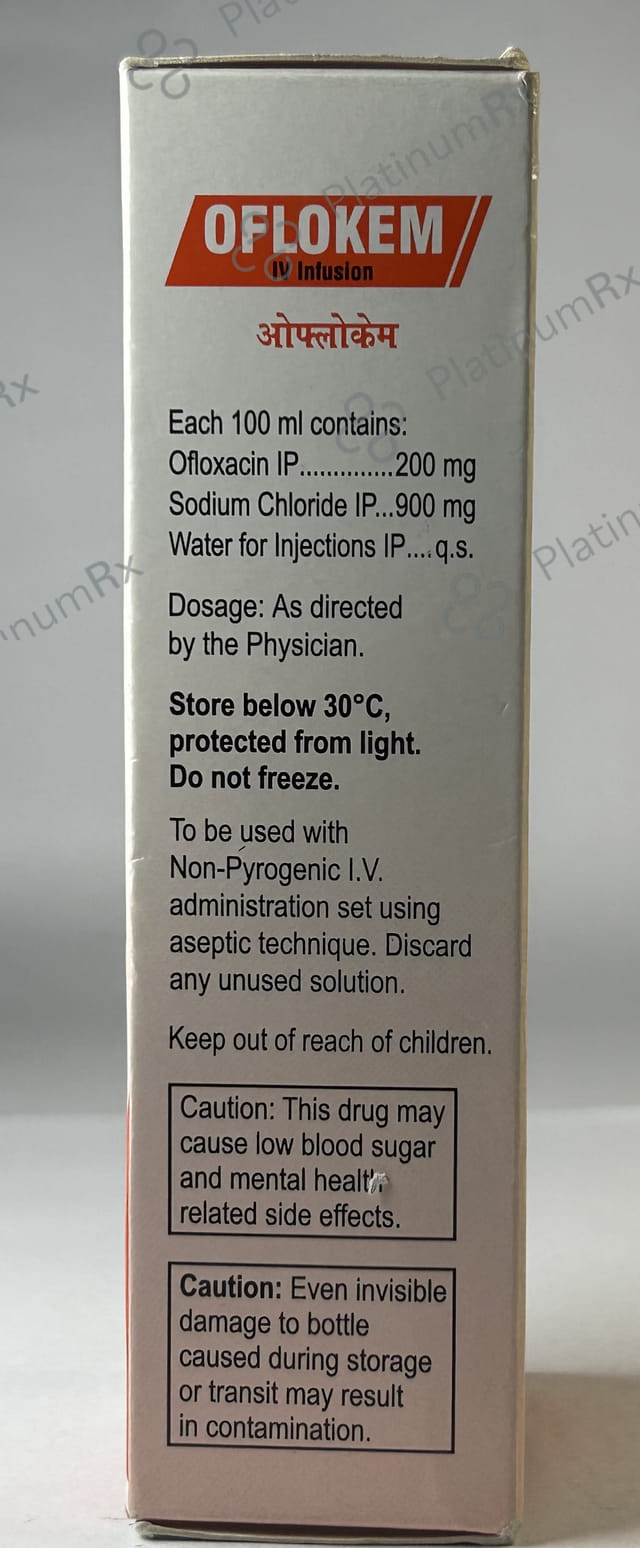 OFLOKEM
IV Infusion
ओफ्लोकेम
Each 100 ml contains:
Ofloxacin IP..............200 mg
Sodium Chloride IP...900 mg
Water for Injections IP....q.s.
Dosage: As directed
by the Physician.
Store below 30°C,
protected from light.
Do not freeze.
To be used with
Non-Pyrogenic I.V.
administration set using
aseptic technique. Discard
any unused solution.
Keep out of reach of children.
Caution: This drug may
cause low blood sugar
and mental health
related side effects.
Caution: Even invisible
damage to bottle
caused during storage
or transit may result
in contamination.
PlatinumRx
PlatinumRx